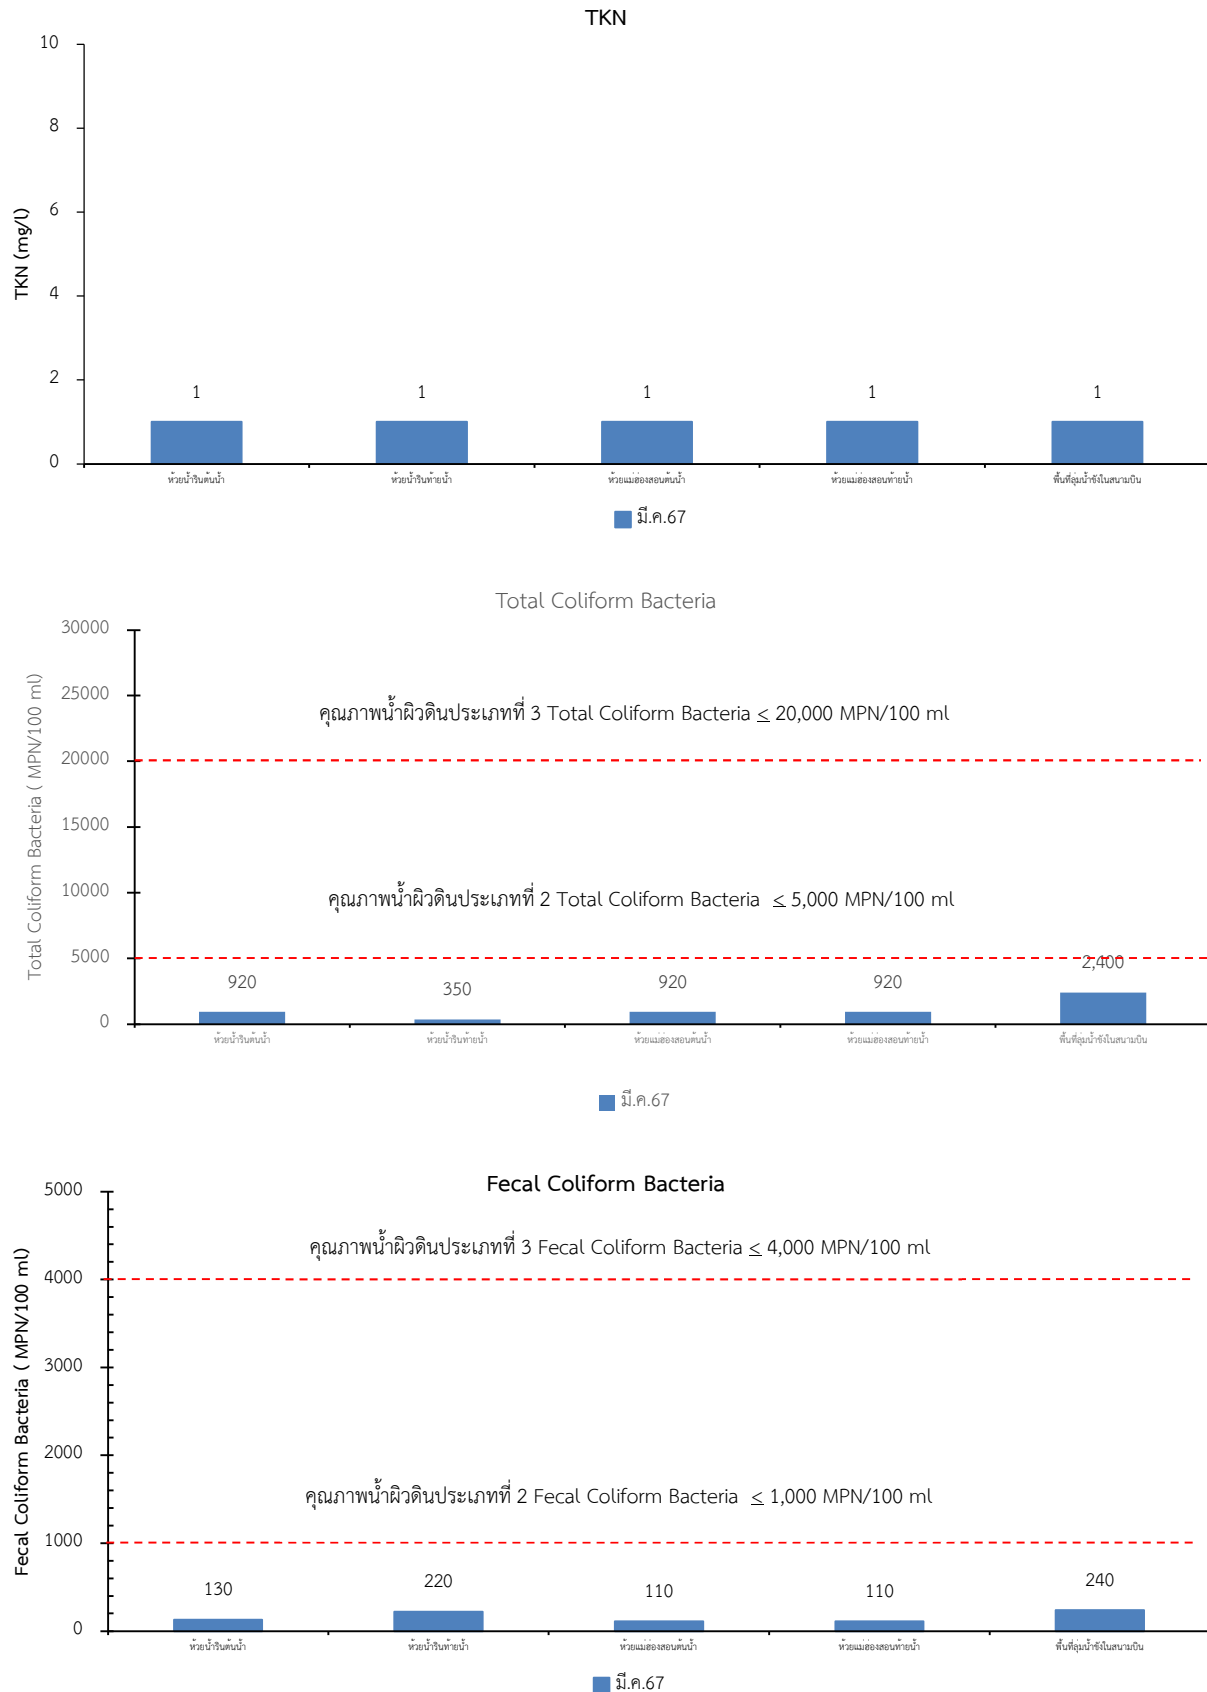 TKN
10
8
6
4
2
0
TKN (mg/l)
1 1 1 1 1
ห้วยน้ำรินต้นน้ำ ห้วยน้ำรินท้ายน้ำ ห้วยแม่ฮ่องสอนต้นน้ำ ห้วยแม่ฮ่องสอนท้ายน้ำ พื้นที่ลุ่มน้ำขังในสนามบิน
มี.ค.67
Total Coliform Bacteria
30000
25000
20000
15000
10000
5000
0
Total Coliform Bacteria ( MPN/100 ml)
คุณภาพน้ำผิวดินประเภทที่ 3 Total Coliform Bacteria ≤ 20,000 MPN/100 ml
คุณภาพน้ำผิวดินประเภทที่ 2 Total Coliform Bacteria ≤ 5,000 MPN/100 ml
920 350 920 920 2,400
ห้วยน้ำรินต้นน้ำ ห้วยน้ำรินท้ายน้ำ ห้วยแม่ฮ่องสอนต้นน้ำ ห้วยแม่ฮ่องสอนท้ายน้ำ พื้นที่ลุ่มน้ำขังในสนามบิน
มี.ค.67
Fecal Coliform Bacteria
5000
4000
3000
2000
1000
0
Fecal Coliform Bacteria ( MPN/100 ml)
คุณภาพน้ำผิวดินประเภทที่ 3 Fecal Coliform Bacteria ≤ 4,000 MPN/100 ml
คุณภาพน้ำผิวดินประเภทที่ 2 Fecal Coliform Bacteria ≤ 1,000 MPN/100 ml
130 220 110 110 240
ห้วยน้ำรินต้นน้ำ ห้วยน้ำรินท้ายน้ำ ห้วยแม่ฮ่องสอนต้นน้ำ ห้วยแม่ฮ่องสอนท้ายน้ำ พื้นที่ลุ่มน้ำขังในสนามบิน
มี.ค.67